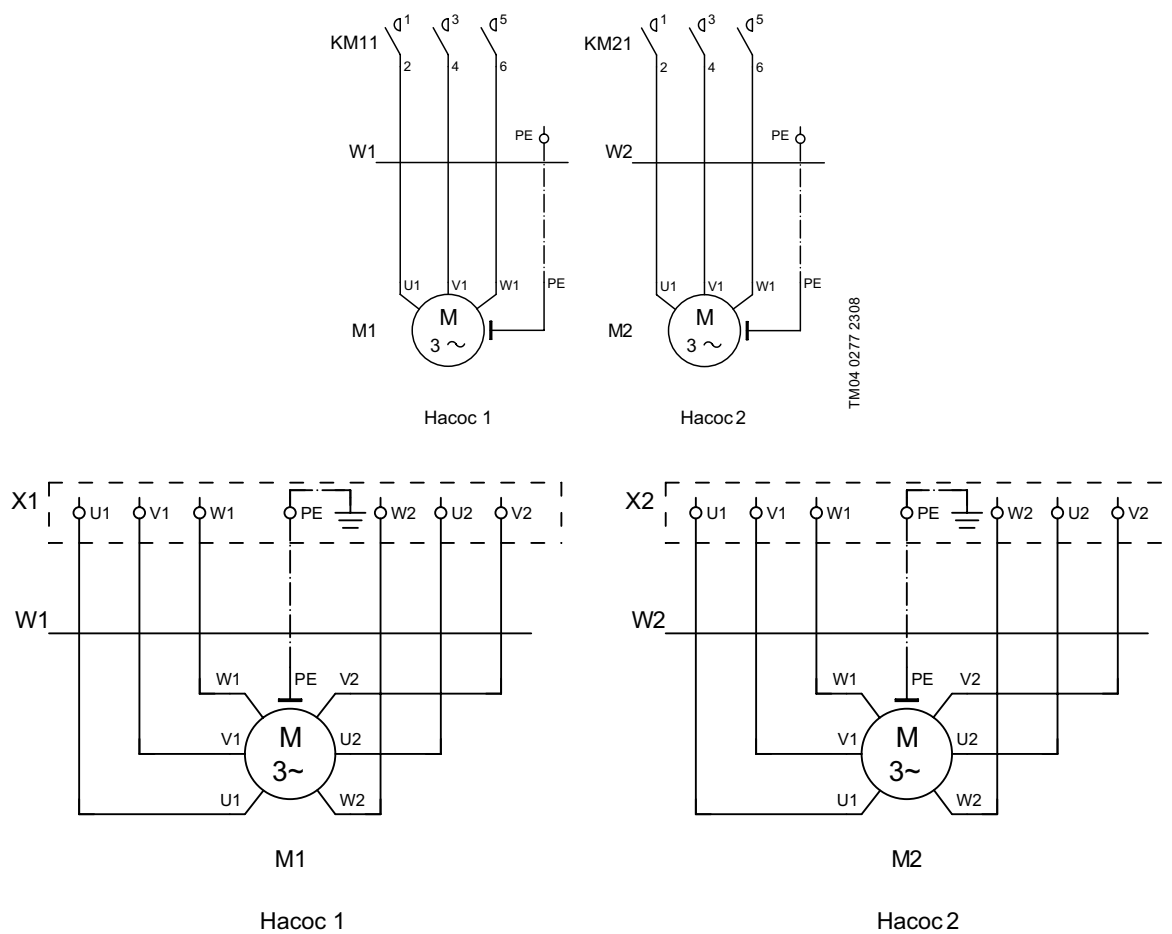 1 3 5 1 3 5
KM11 KM21
2 4 6 2 4 6
PE PE
W1 W2
U1 V1 W1 PE U1 V1 W1 PE
M M
M1 3 ~ M2 3 ~
TM04 0277 2308
Насос 1 Насос 2
X1 U1 V1 W1 PE W2 U2 V2 X2 U1 V1 W1 PE W2 U2 V2
W1 W2
W1 PE V2 W1 PE V2
V1 M U2 V1 M U2
3~ 3~
U1 W2 U1 W2
M1 M2
Насос 1 Насос 2